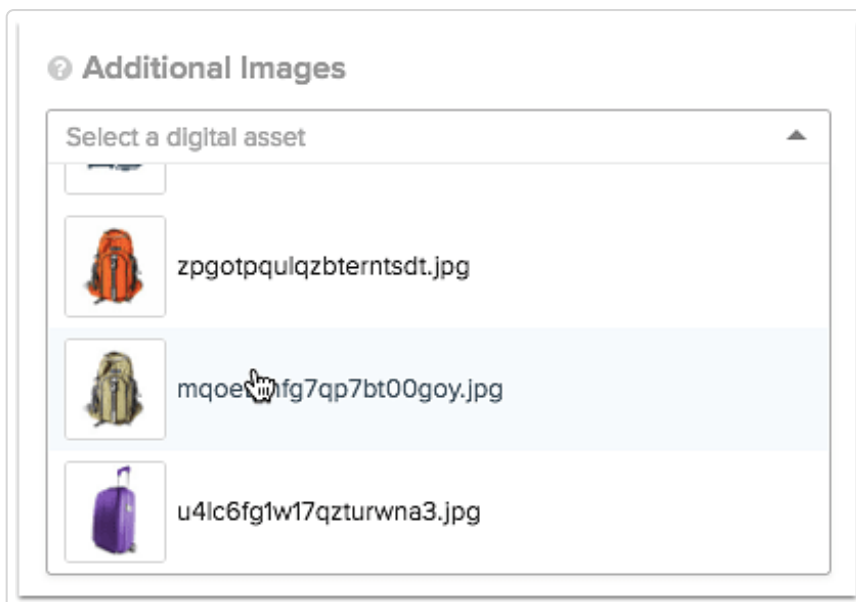 Additional Images
Select a digital asset
zpgotpqulqzbterntsdt.jpg
u4lc6fg1w17qzturwna3.jpg